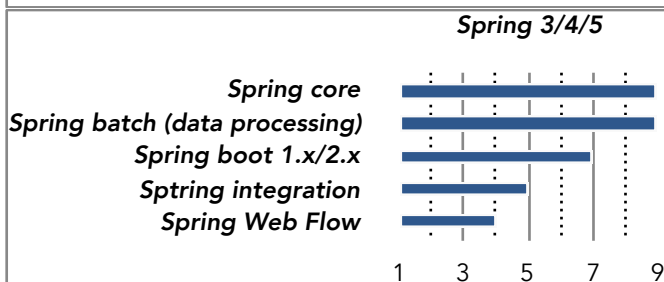 Spring 3/4/5
Spring core
Spring batch (data processing)
Spring boot 1.x/2.x
Sptring integration
Spring Web Flow
1 3 5 7 9